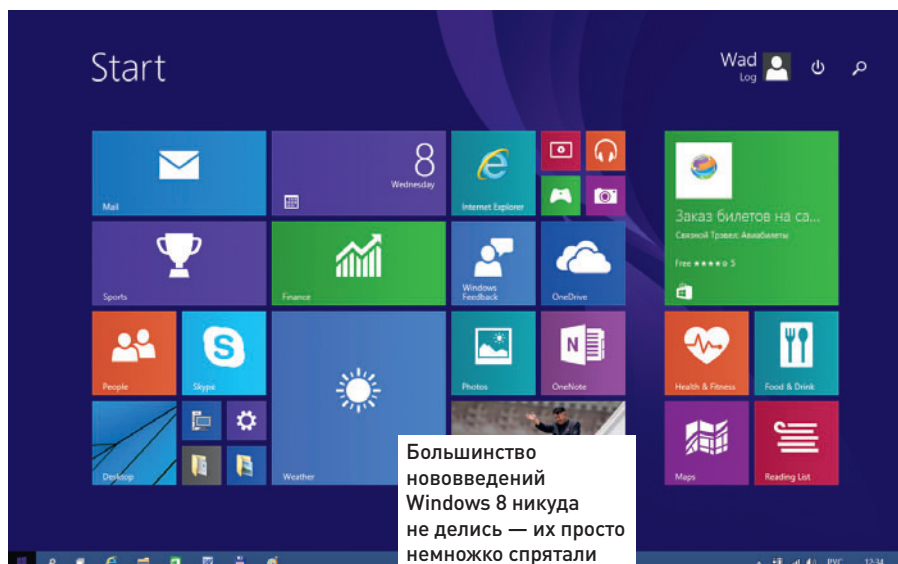 Start
Wad
Log
Mail
8
Wednesday
Internet Explorer
Заказ билетов на са...
Связной Трэвел: Авиабилеты
Free ★★★★☆ 5
Sports
Finance
Windows
Feedback
OneDrive
People
Skype
Photos
OneNote
Health & Fitness
Food & Drink
Desktop
Weather
Maps
Reading List
Большинство
нововведений
Windows 8 никуда
не делись — их просто
немножко спрятали
РУС
12:34